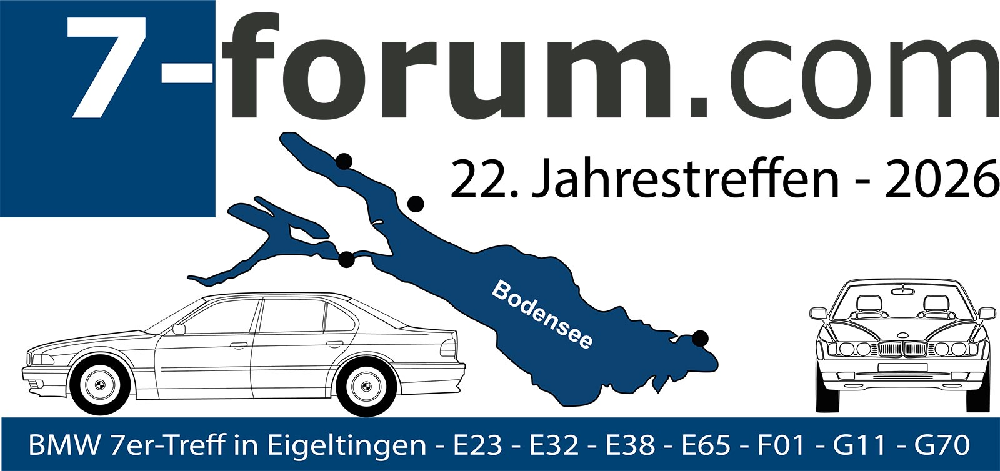 7-forum.com
22. Jahrestreffen - 2026
Bodensee
BMW 7er-Treff in Eigeltingen - E23 - E32 - E38 - E65 - F01 - G11 - G70